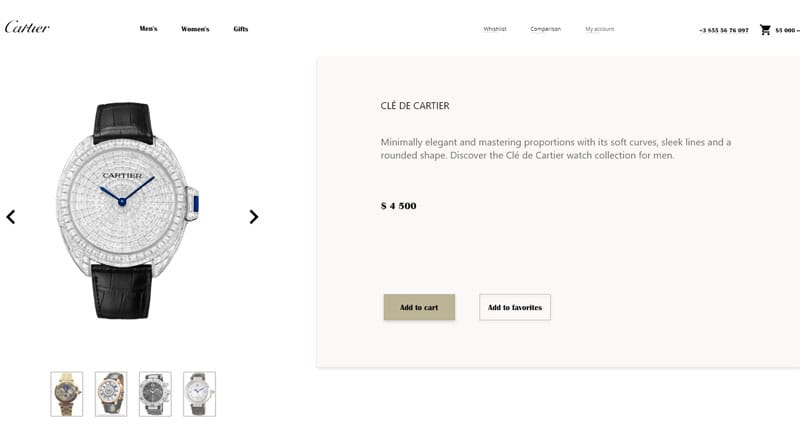 Cartier
Men's
Women's
Gifts
Whishlist
Comparison
My account
+3 855 56 76 097
$5 000
CLÉ DE CARTIER
Minimally elegant and mastering proportions with its soft curves, sleek lines and a
rounded shape. Discover the Clé de Cartier watch collection for men.
CARTIER
$ 4 500
Add to cart
Add to favorites